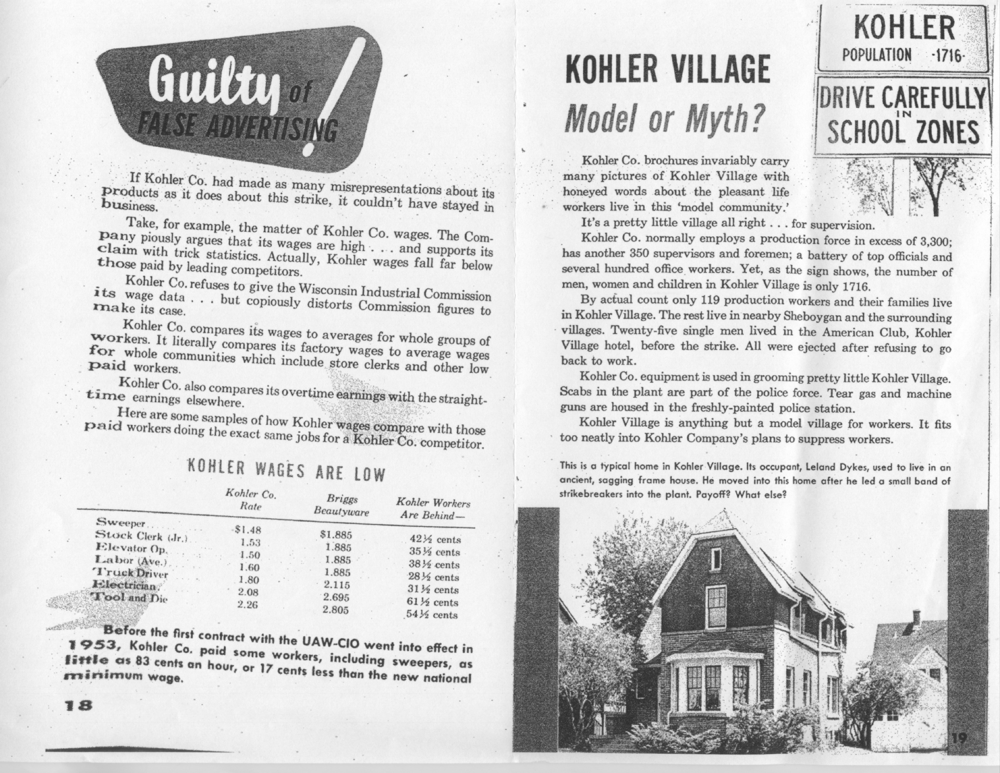 Guilty of
FALSE ADVERTISING!
If Kohler Co. had made as many misrepresentations about its
products as it does about this strike, it couldn't have stayed in
business.
Take, for example, the matter of Kohler Co. wages. The Com-
pany piously argues that its wages are high . . . and supports its
claim with trick statistics. Actually, Kohler wages fall far below
those paid by leading competitors.
Kohler Co. refuses to give the Wisconsin Industrial Commission
its wage data . . . but copiously distorts Commission figures to
make its case.
Kohler Co. compares its wages to averages for whole groups of
workers. It literally compares its factory wages to average wages
for whole communities which include store clerks and other low
paid workers.
Kohler Co. also compares its overtime earnings with the straight-
time earnings elsewhere.
Here are some samples of how Kohler wages compare with those
paid workers doing the exact same jobs for a Kohler Co. competitor.
KOHLER WAGES ARE LOW
Kohler Co. Rate Briggs Beautyware Kohler Workers Are Behind—
Sweeper $1.48 $1.885 42½ cents
Stock Clerk (Jr.) 1.53 1.885 35½ cents
Elevator Op. 1.50 1.885 38½ cents
Labor (Ave.) 1.60 1.885 28½ cents
Truck Driver 1.80 2.115 31½ cents
Electrician 2.08 2.695 61½ cents
Tool and Die 2.26 2.805 54½ cents
Before the first contract with the UAW-CIO went into effect in
1953, Kohler Co. paid some workers, including sweepers, as
little as 83 cents an hour, or 17 cents less than the new national
minimum wage.
18
KOHLER
POPULATION -1716-
DRIVE CAREFULLY
IN
SCHOOL ZONES
KOHLER VILLAGE
Model or Myth?
Kohler Co. brochures invariably carry
many pictures of Kohler Village with
honeyed words about the pleasant life
workers live in this 'model community.'
It's a pretty little village all right . . . for supervision.
Kohler Co. normally employs a production force in excess of 3,300;
has another 350 supervisors and foremen; a battery of top officials and
several hundred office workers. Yet, as the sign shows, the number of
men, women and children in Kohler Village is only 1716.
By actual count only 119 production workers and their families live
in Kohler Village. The rest live in nearby Sheboygan and the surrounding
villages. Twenty-five single men lived in the American Club, Kohler
Village hotel, before the strike. All were ejected after refusing to go
back to work.
Kohler Co. equipment is used in grooming pretty little Kohler Village.
Scabs in the plant are part of the police force. Tear gas and machine
guns are housed in the freshly-painted police station.
Kohler Village is anything but a model village for workers. It fits
too neatly into Kohler Company's plans to suppress workers.
This is a typical home in Kohler Village. Its occupant, Leland Dykes, used to live in an
ancient, sagging frame house. He moved into this home after he led a small band of
strikebreakers into the plant. Payoff? What else?
19